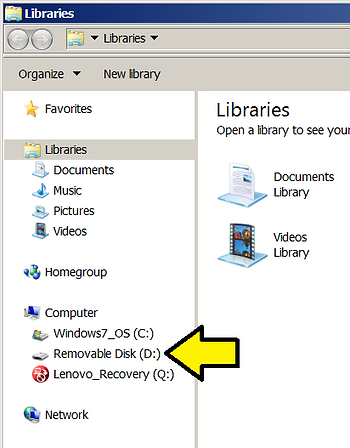 Libraries
Libraries
Organize
New library
Favorites
Libraries
Documents
Music
Pictures
Videos
Homegroup
Computer
Windows7_OS (C:)
Removable Disk (D:)
Lenovo_Recovery (Q:)
Network
Libraries
Open a library to see your
Documents
Library
Videos
Library